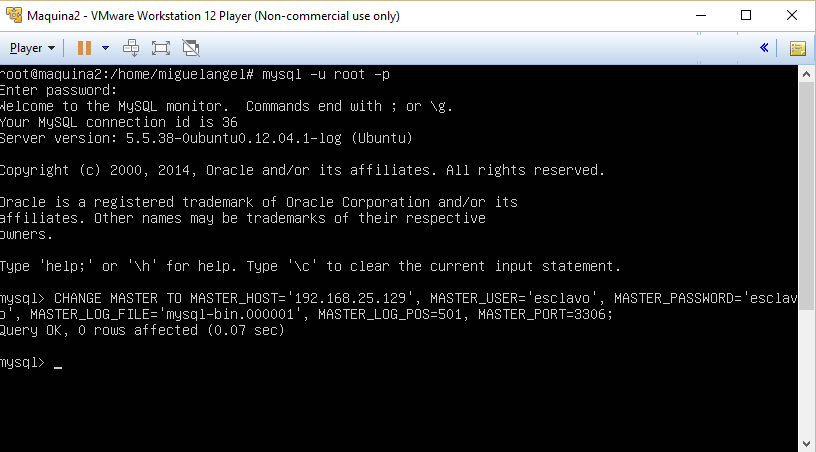 Maquina2 - VMware Workstation 12 Player (Non-commercial use only)
Player
root@maquina2:/home/miguelangel# mysql -u root -p
Enter password:
Welcome to the MySQL monitor.  Commands end with ; or \g.
Your MySQL connection id is 36
Server version: 5.5.38-0ubuntu0.12.04.1-log (Ubuntu)
Copyright (c) 2000, 2014, Oracle and/or its affiliates. All rights reserved.
Oracle is a registered trademark of Oracle Corporation and/or its
affiliates. Other names may be trademarks of their respective
owners.
Type 'help;' or '\h' for help. Type '\c' to clear the current input statement.
mysql> CHANGE MASTER TO MASTER_HOST='192.168.25.129', MASTER_USER='esclavo', MASTER_PASSWORD='esclav
o', MASTER_LOG_FILE='mysql-bin.000001', MASTER_LOG_POS=501, MASTER_PORT=3306;
Query OK, 0 rows affected (0.07 sec)
mysql> _